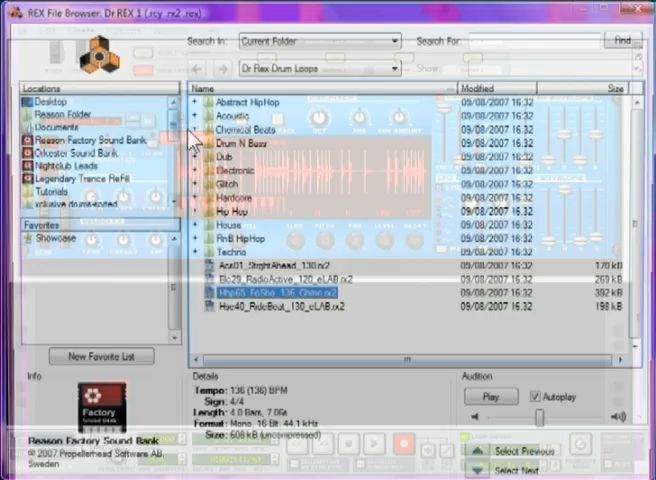 REX File Browser: Dr.REX 1 (.rcy .rx2 .rex)
Search In: Current Folder Search For: Find
Dr Rex Drum Loops Show
Locations Name Modified Size
Desktop
Reason Folder
Documents
Reason Factory Sound Bank
Orkester Sound Bank
Nightclub Leads
Legendary Trance ReFill
Tutorials
Favorites
Showcase
Abstract HipHop 09/08/2007 16:32
Acoustic 09/08/2007 16:32
Chemical Beats 09/08/2007 16:32
Drum N Bass 09/08/2007 16:32
Dub 09/08/2007 16:32
Electronic 09/08/2007 16:32
Glitch 09/08/2007 16:32
Hardcore 09/08/2007 16:32
Hip Hop 09/08/2007 16:32
House 09/08/2007 16:32
RnB HipHop 09/08/2007 16:32
Techno 09/08/2007 16:32
Acs01_StrghtAhead_130.rx2 09/08/2007 16:32 170 kB
Elc29_RadioActive_120_eLAB.rx2 09/08/2007 16:32 269 kB
09/08/2007 16:32 392 kB
Hse40_RideBeat_130_eLAB.rx2 09/08/2007 16:32 198 kB
New Favorite List
Info Details Audition
Factory
Reason Factory Sound Bank
© 2007 Propellerhead Software AB,
Sweden
Tempo: 136 (136) BPM
Sign: 4/4
Length: 4.0 Bars, 7.06s
Format: Mono, 16 Bit, 44.1 kHz
Size: 608 kB (uncompressed)
Play Autoplay
Select Previous
Select Next